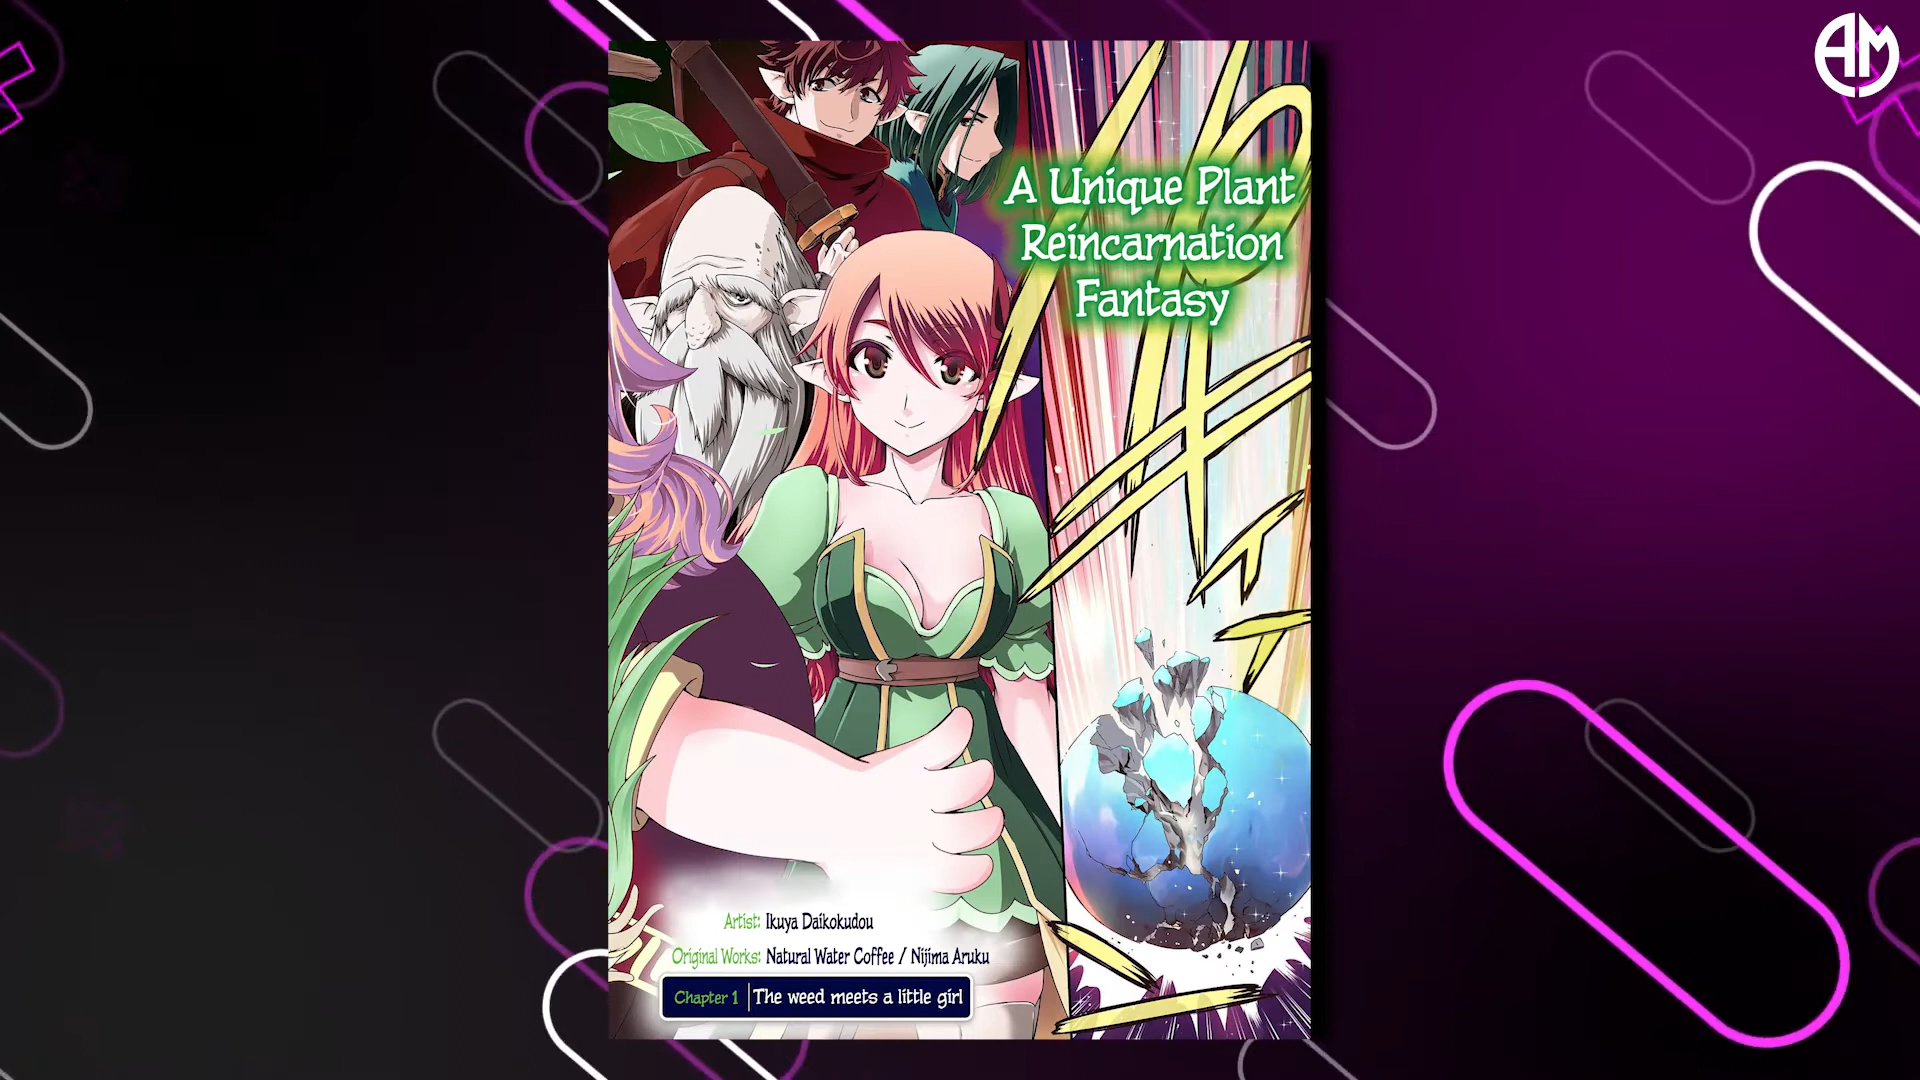 AM
A Unique Plant
Reincarnation
Fantasy
Artist: Ikuya Daikokudou
Original Works: Natural Water Coffee / Nijima Aruku
Chapter 1 | The weed meets a little girl